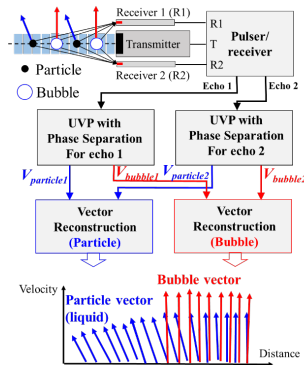 Receiver 1 (R1)
R1
Pulser/
receiver
Transmitter
T
R2
Receiver 2 (R2)
Particle
Bubble
Echo 1
Echo 2
UVP with
Phase Separation
For echo 1
UVP with
Phase Separation
For echo 2
Vparticle1
Vbubble1
Vparticle2
Vbubble2
Vector
Reconstruction
(Particle)
Vector
Reconstruction
(Bubble)
Velocity
Bubble vector
Particle vector
(liquid)
Distance